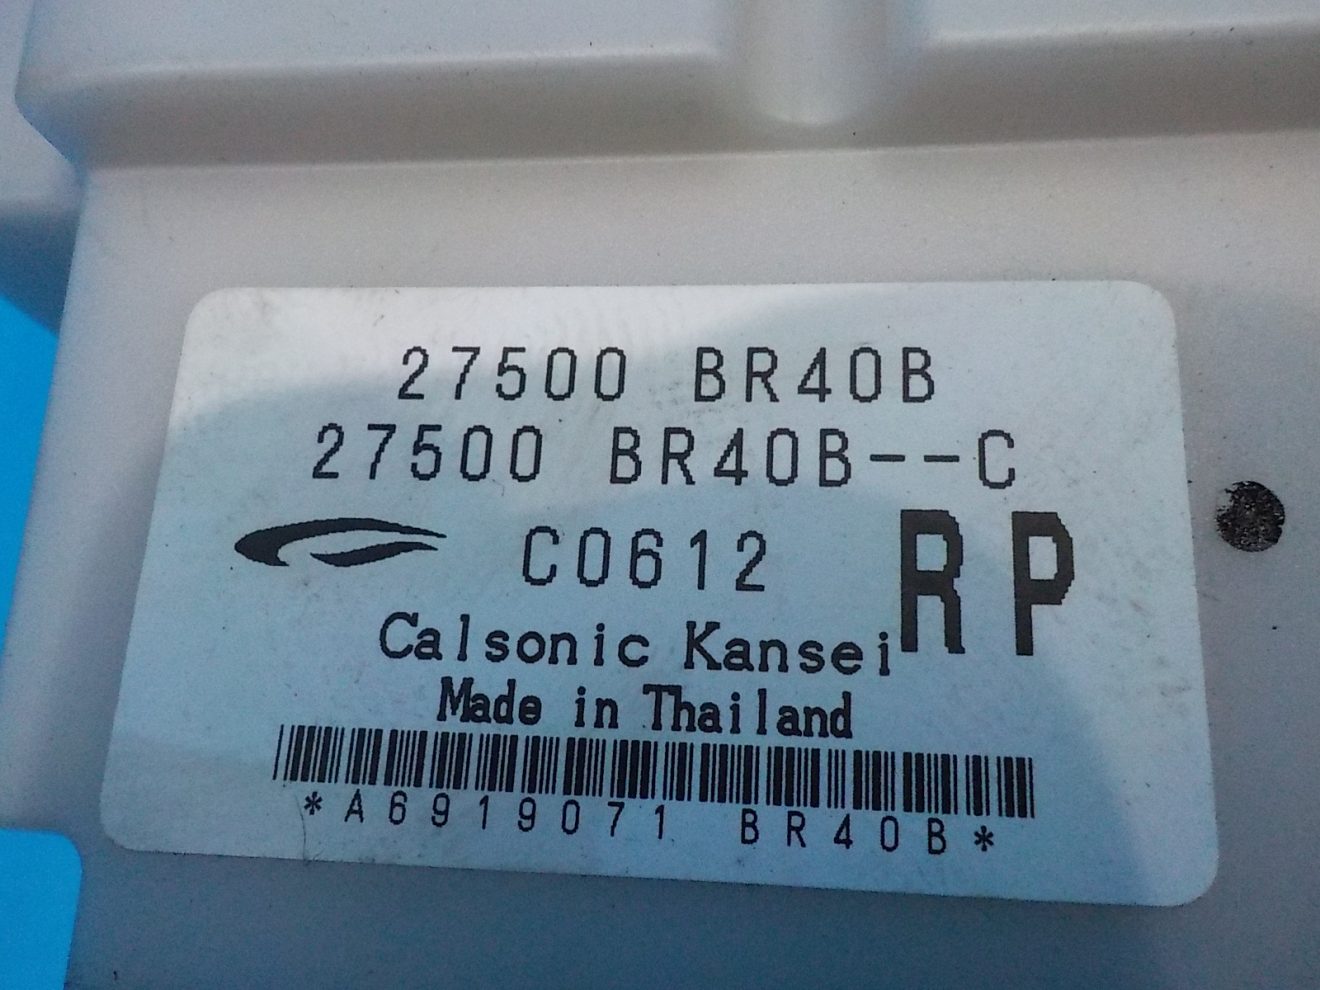 27500 BR40B
27500 BR40B--C
C0612 RP
Calsonic Kansei
Made in Thailand
*A6919071 BR40B*